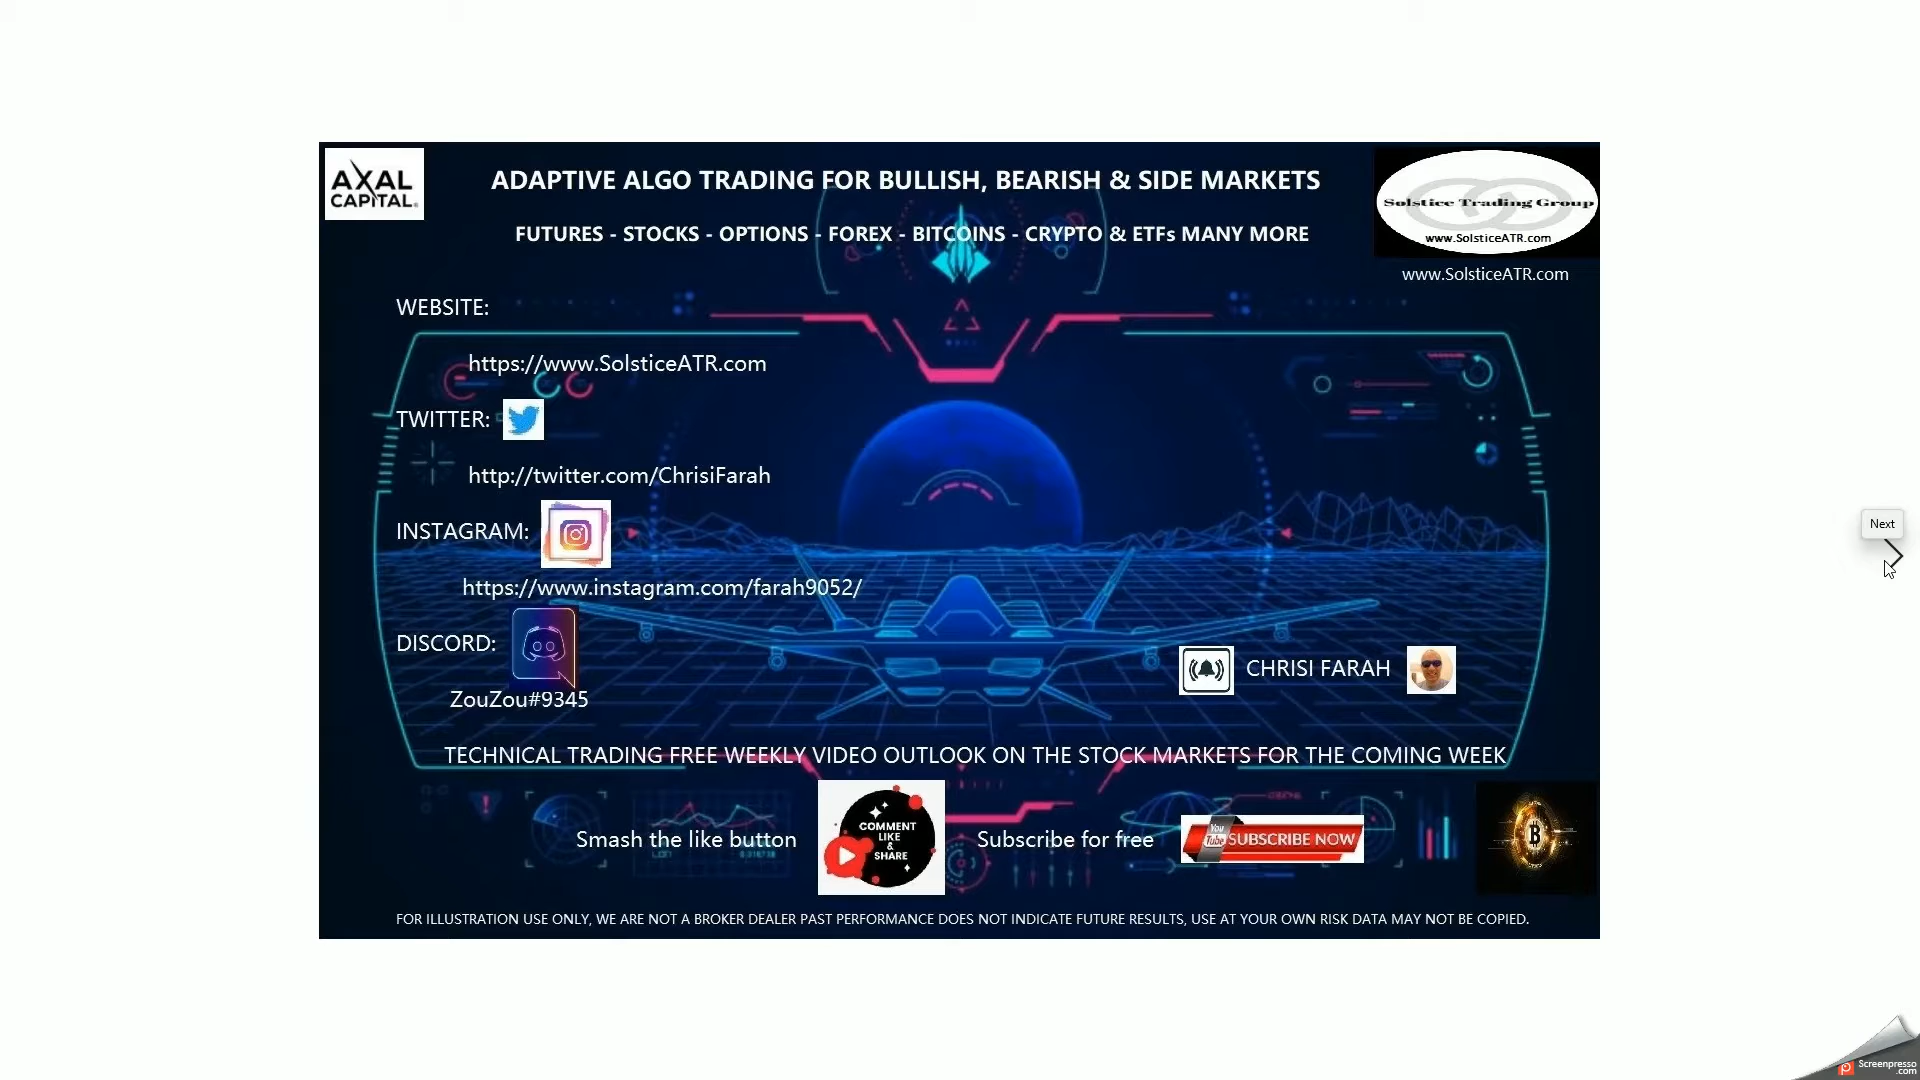 AXAL
CAPITAL
ADAPTIVE ALGO TRADING FOR BULLISH, BEARISH & SIDE MARKETS
Solstice Trading Group
www.SolsticeATR.com
FUTURES - STOCKS - OPTIONS - FOREX - BITCOINS - CRYPTO & ETFs MANY MORE
www.SolsticeATR.com
WEBSITE:
https://www.SolsticeATR.com
TWITTER:
http://twitter.com/ChrisiFarah
INSTAGRAM:
Next
https://www.instagram.com/farah9052/
DISCORD:
CHRISI FARAH
ZouZou#9345
TECHNICAL TRADING FREE WEEKLY VIDEO OUTLOOK ON THE STOCK MARKETS FOR THE COMING WEEK
Smash the like button
COMMENT
LIKE
&
SHARE
Subscribe for free
You
Tube
SUBSCRIBE NOW
B
FOR ILLUSTRATION USE ONLY, WE ARE NOT A BROKER DEALER PAST PERFORMANCE DOES NOT INDICATE FUTURE RESULTS, USE AT YOUR OWN RISK DATA MAY NOT BE COPIED.
Screenpresso
.com